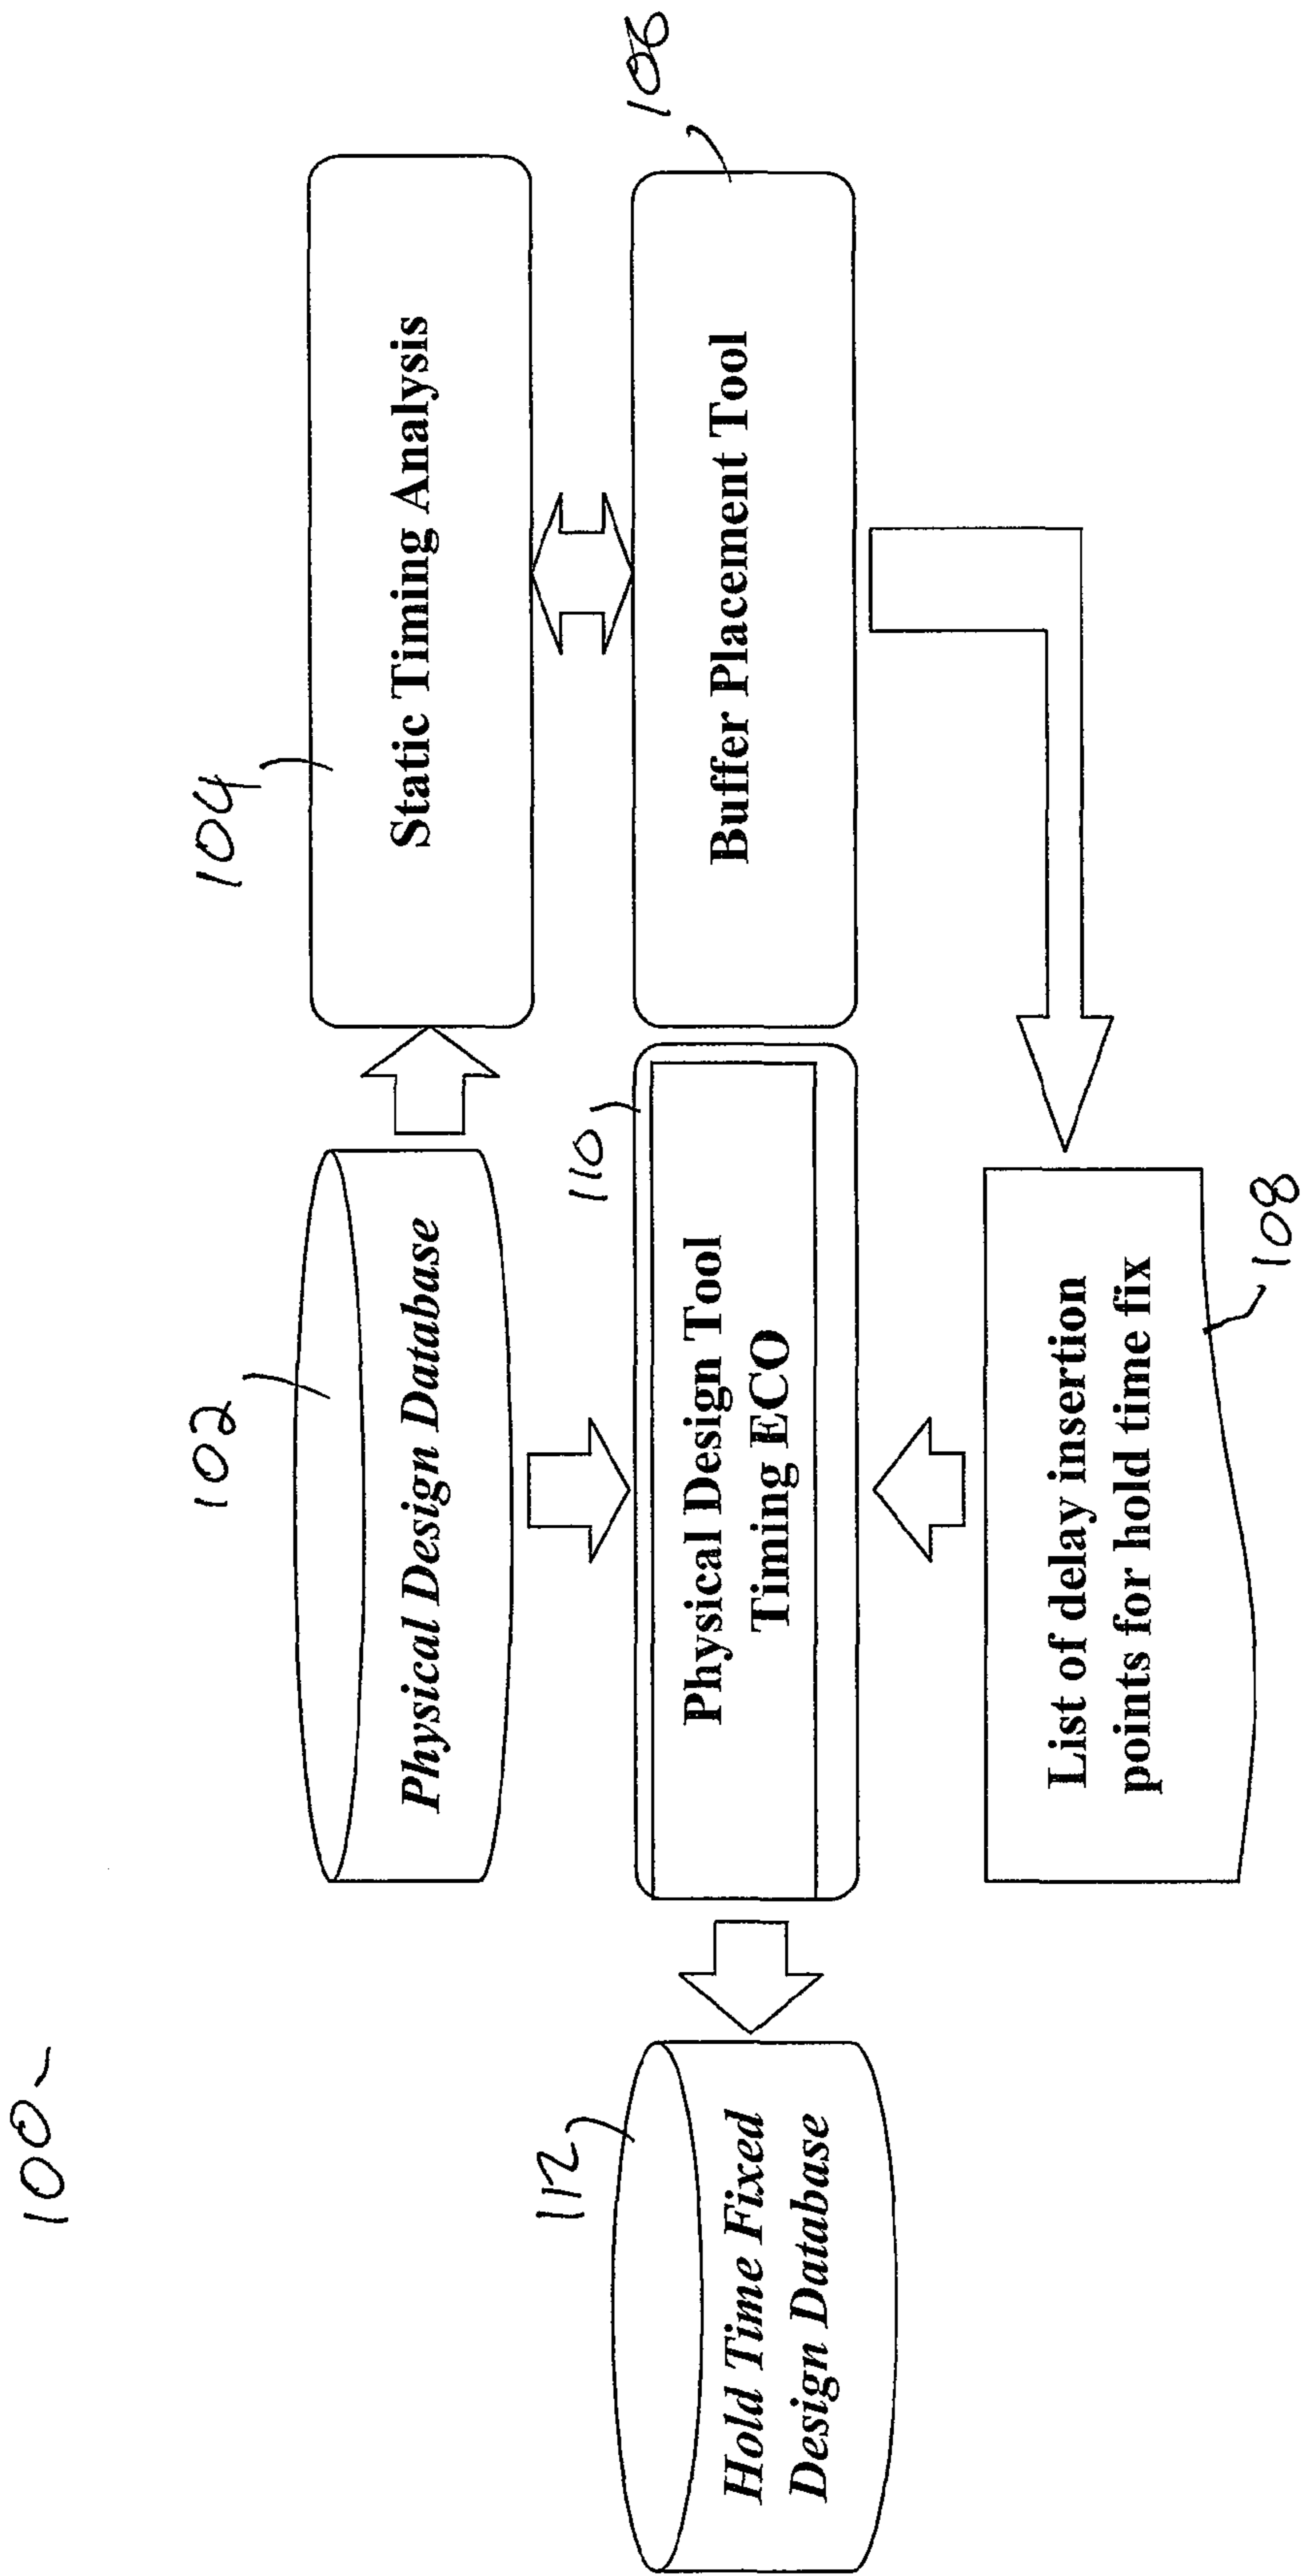 100
102
Physical Design Database
104
Static Timing Analysis
112
Hold Time Fixed
Design Database
110
Physical Design Tool
Timing ECO
106
Buffer Placement Tool
List of delay insertion
points for hold time fix
108